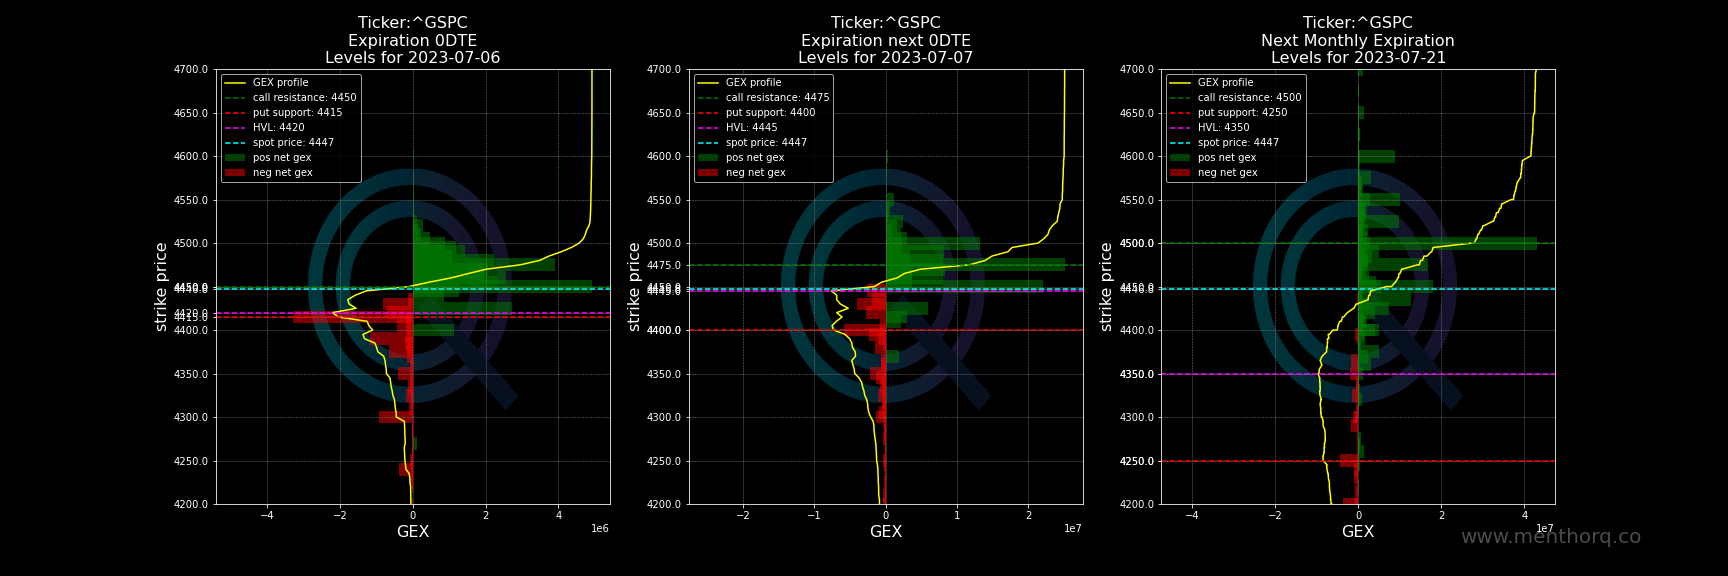 Ticker:^GSPC
Expiration 0DTE
Levels for 2023-07-06
4700.0
4650.0
4600.0
4550.0
4500.0
4450.0
4420.0
4415.0
4400.0
4350.0
4300.0
4250.0
4200.0
strike price
GEX profile
call resistance: 4450
put support: 4415
HVL: 4420
spot price: 4447
pos net gex
neg net gex
−4
−2
0
2
4
1e6
GEX
Ticker:^GSPC
Expiration next 0DTE
Levels for 2023-07-07
4700.0
4650.0
4600.0
4550.0
4500.0
4475.0
4450.0
4445.0
4400.0
4350.0
4300.0
4250.0
4200.0
strike price
GEX profile
call resistance: 4475
put support: 4400
HVL: 4445
spot price: 4447
pos net gex
neg net gex
−2
−1
0
1
2
1e7
GEX
Ticker:^GSPC
Next Monthly Expiration
Levels for 2023-07-21
4700.0
4650.0
4600.0
4550.0
4500.0
4450.0
4400.0
4350.0
4300.0
4250.0
4200.0
strike price
GEX profile
call resistance: 4500
put support: 4250
HVL: 4350
spot price: 4447
pos net gex
neg net gex
−4
−2
0
2
4
1e7
GEX
www.menthorq.co